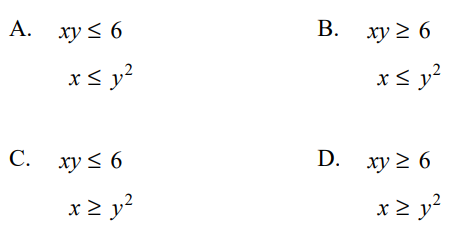 A. xy ≤ 6 B. xy ≥ 6
x ≤ y² x ≤ y²
C. xy ≤ 6 D. xy ≥ 6
x ≥ y² x ≥ y²